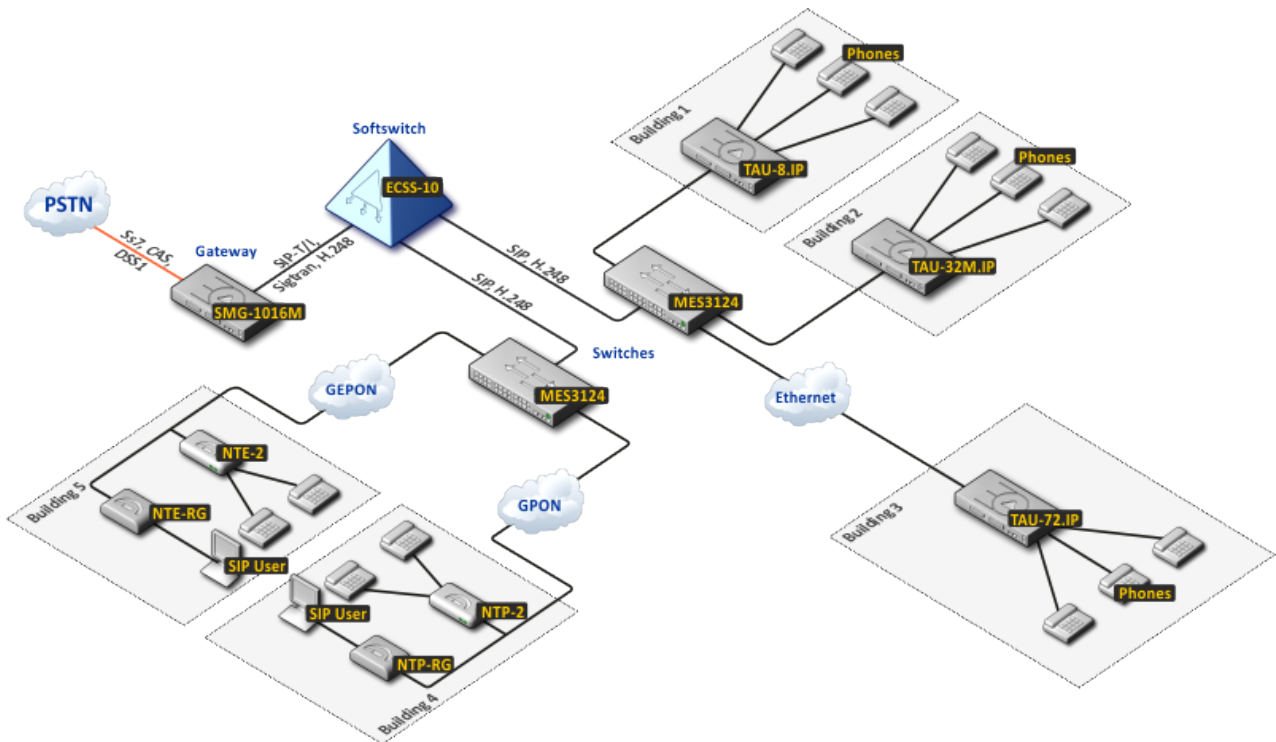 Phones
Building 1
TAU-8.IP
Softswitch
ECSS-10
Phones
PSTN
Ss7, CAS,
DSS1
Gateway
SIP-T/I,
Sigtran, H.248
SIP, H.248
SIP, H.248
Building 2
TAU-32M.IP
MES3124
SMG-1016M
Switches
GEPON
MES3124
Ethernet
NTE-2
Building 5
NTE-RG
GPON
TAU-72.IP
Building 3
SIP User
Phones
SIP User
NTP-2
NTP-RG
Building 4